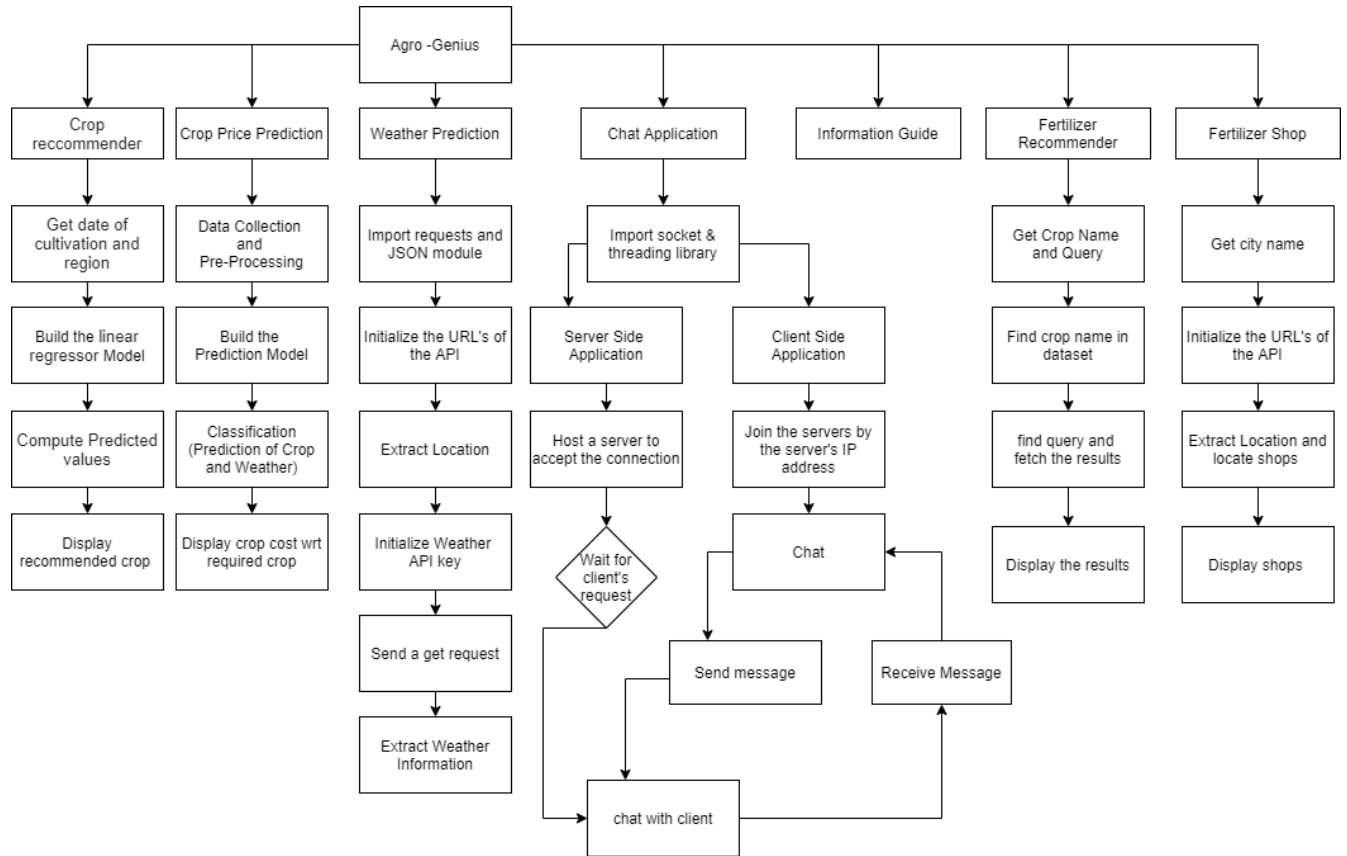 Agro -Genius
Crop
reccommender
Crop Price Prediction
Weather Prediction
Chat Application
Information Guide
Fertilizer
Recommender
Fertilizer Shop
Get date of
cultivation and
region
Data Collection
and
Pre-Processing
Import requests and
JSON module
Import socket &
threading library
Get Crop Name
and Query
Get city name
Build the linear
regressor Model
Build the
Prediction Model
Initialize the URL's of
the API
Server Side
Application
Client Side
Application
Find crop name in
dataset
Initialize the URL's of
the API
Compute Predicted
values
Classification
(Prediction of Crop
and Weather)
Extract Location
Host a server to
accept the connection
Join the servers by
the server's IP
address
find query and
fetch the results
Extract Location and
locate shops
Display
recommended crop
Display crop cost wrt
required crop
Initialize Weather
API key
Wait for
client's
request
Chat
Display the results
Display shops
Send a get request
Send message
Receive Message
Extract Weather
Information
chat with client